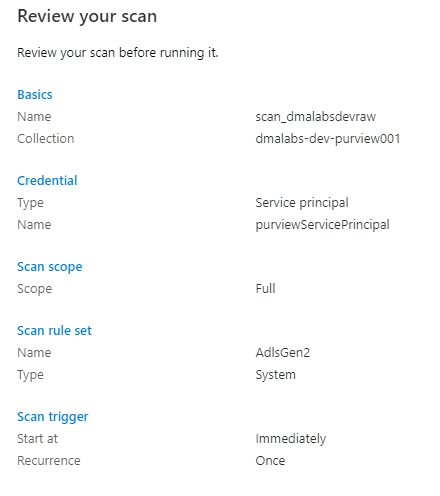 Review your scan
Review your scan before running it.
Basics
Name scan_dmalabsdevraw
Collection dmalabs-dev-purview001
Credential
Type Service principal
Name purviewServicePrincipal
Scan scope
Scope Full
Scan rule set
Name AdlsGen2
Type System
Scan trigger
Start at Immediately
Recurrence Once